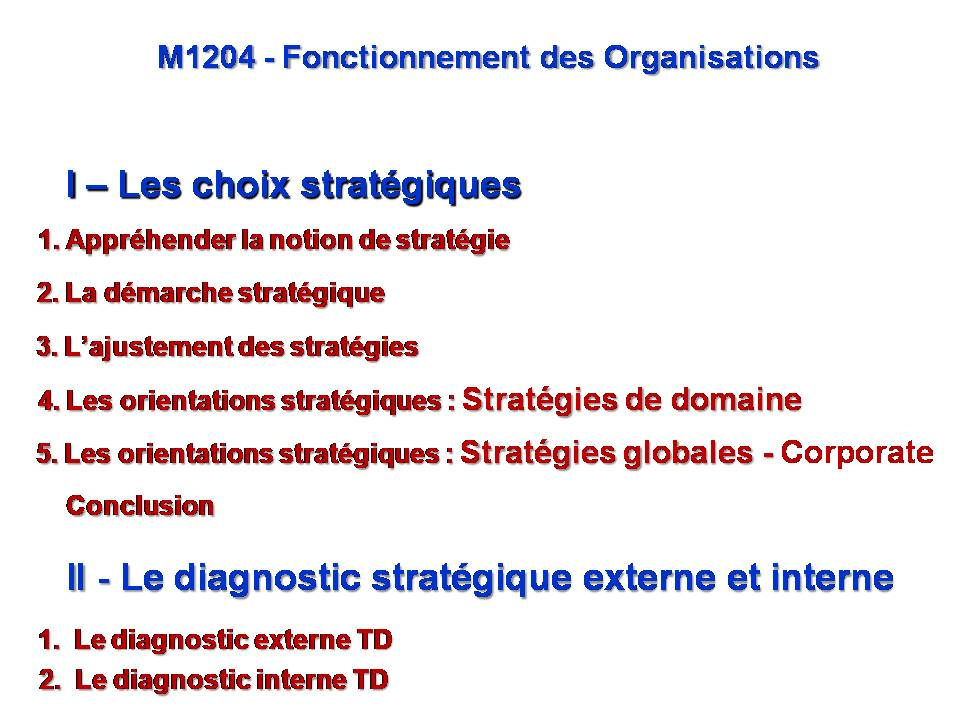 M1204 - Fonctionnement des Organisations
I – Les choix stratégiques
1. Appréhender la notion de stratégie
2. La démarche stratégique
3. L’ajustement des stratégies
4. Les orientations stratégiques : Stratégies de domaine
5. Les orientations stratégiques : Stratégies globales - Corporate
Conclusion
II - Le diagnostic stratégique externe et interne
1. Le diagnostic externe TD
2. Le diagnostic interne TD